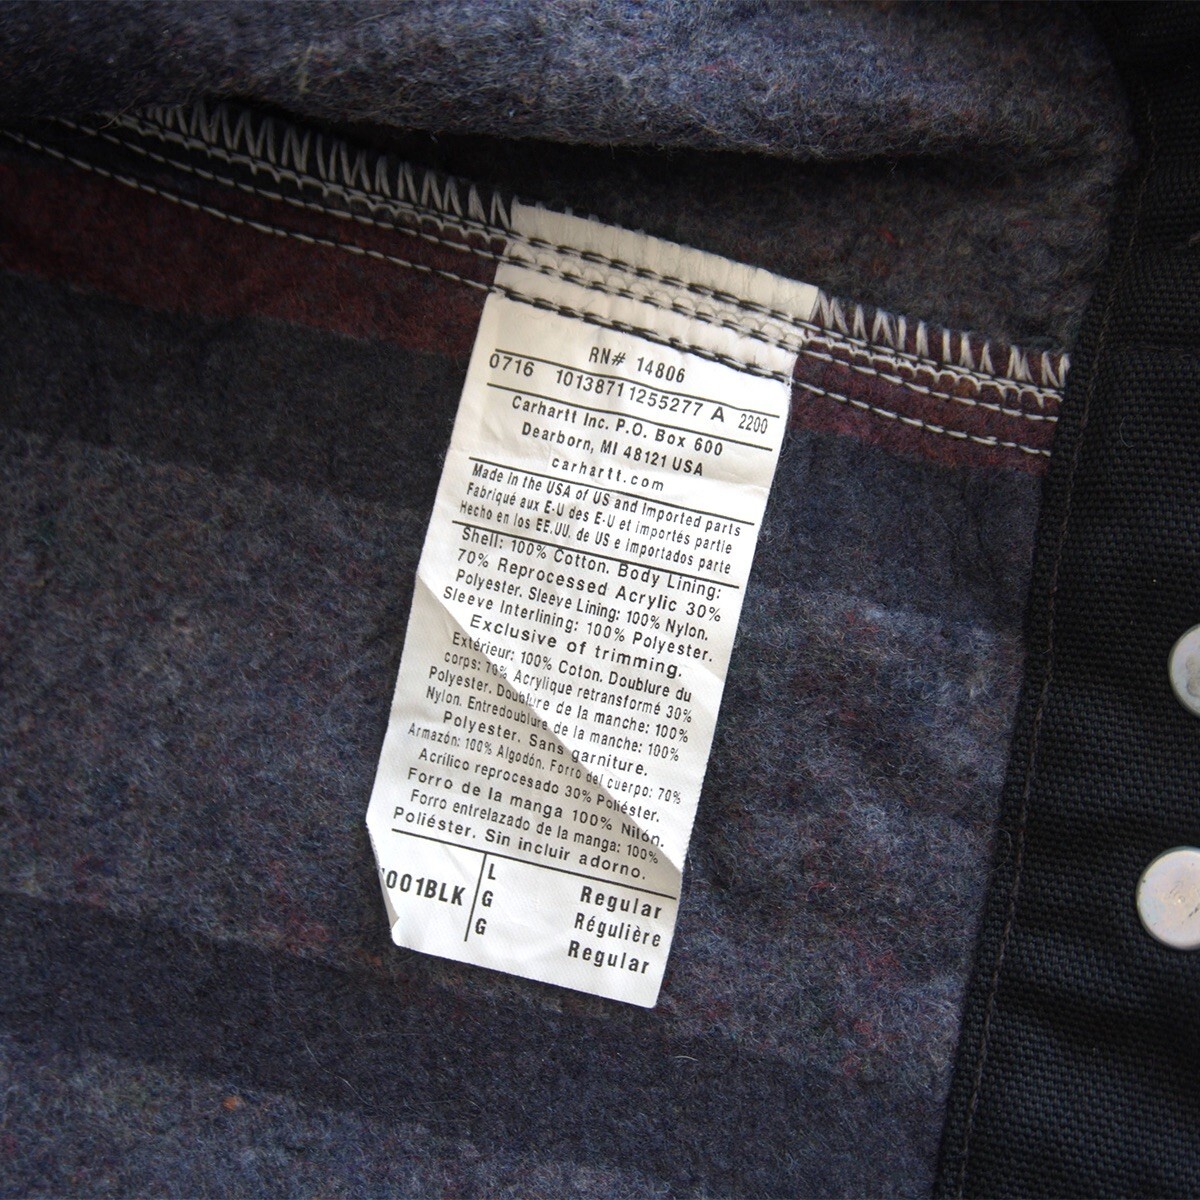 RN# 14806
0716 1013871 1255277 A 2200
Carhartt Inc. P.O. Box 600
Dearborn, MI 48121 USA
carhartt.com
Made in the USA of US and Imported parts
Fabriqué aux E-U des E-U et importés partie
Hecho en los EE.UU. de US e importados parte
Shell: 100% Cotton. Body Lining:
70% Reprocessed Acrylic 30%
Polyester. Sleeve Lining: 100% Nylon.
Sleeve Interlining: 100% Polyester.
Exclusive of trimming.
Extérieur: 100% Coton. Doublure du
corps: 70% Acrylique retransformé 30%
Polyester. Doublure de la manche: 100%
Nylon. Entredoublure de la manche: 100%
Polyester. Sans garniture.
Armazón: 100% Algodón. Forro del cuerpo: 70%
Acrílico reprocesado 30% Poliéster.
Forro de la manga 100% Nilón.
Forro entrelazado de la manga: 100%
Poliéster. Sin incluir adorno.
001BLK
L Regular
G Régulière
G Regular